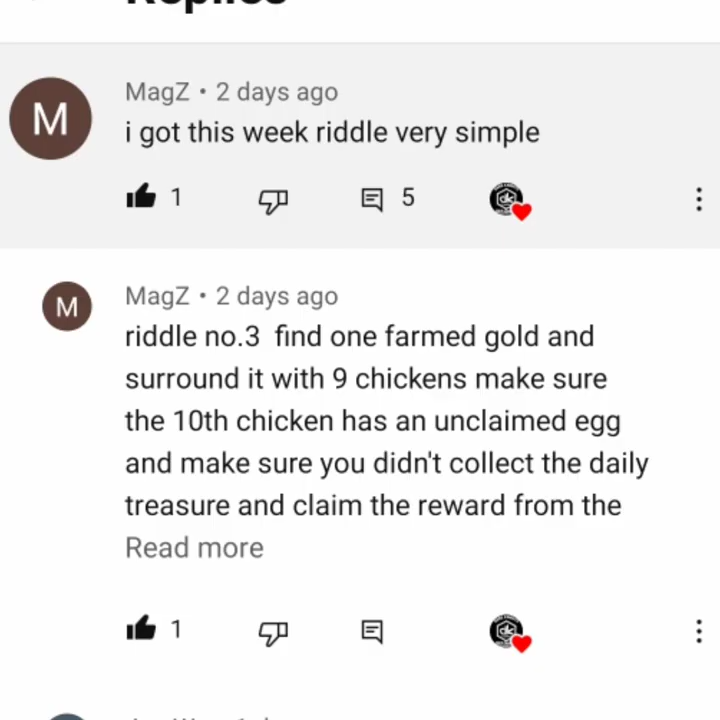 Replies
M
MagZ • 2 days ago
i got this week riddle very simple
1
5
M
MagZ • 2 days ago
riddle no.3  find one farmed gold and
surround it with 9 chickens make sure
the 10th chicken has an unclaimed egg
and make sure you didn't collect the daily
treasure and claim the reward from the
Read more
1